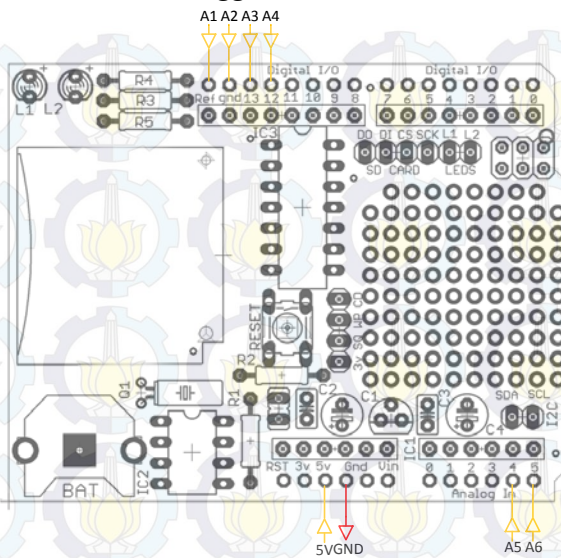 A1 A2 A3 A4
Digital I/O Digital I/O
R4
L1 L2 R3
Ref gnd 13 12 11 10 9 8 7 6 5 4 3 2 1 0
R5
IC3
DO DI CS SCK L1 L2
SD CARD LEDS
RESET
CD
WP
SQ
3v
R2
Q1
R1
C2 C1 C3
SDA SCL
I2C
C4
IC1
RST 3v 5v Gnd Vin 0 1 2 3 4 5
IC2
BAT
Analog In
5V GND A5 A6